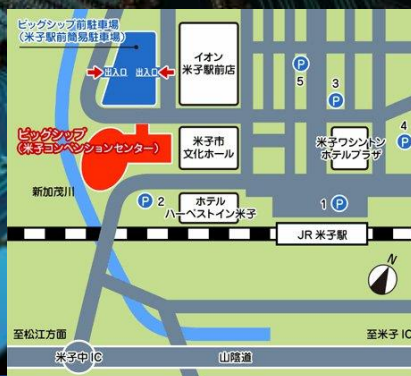 ビッグシップ前駐車場
(米子駅前簡易駐車場)
出入口 出入口
イオン
米子駅前店
P
5
3
P
ビッグシップ
(米子コンベンションセンター)
米子市
文化ホール
米子ワシントン
ホテルプラザ
4
P
新加茂川
P 2
ホテル
ハーベストイン米子
1 P
JR 米子駅
N
至松江方面
至米子 IC
米子中 IC
山陰道